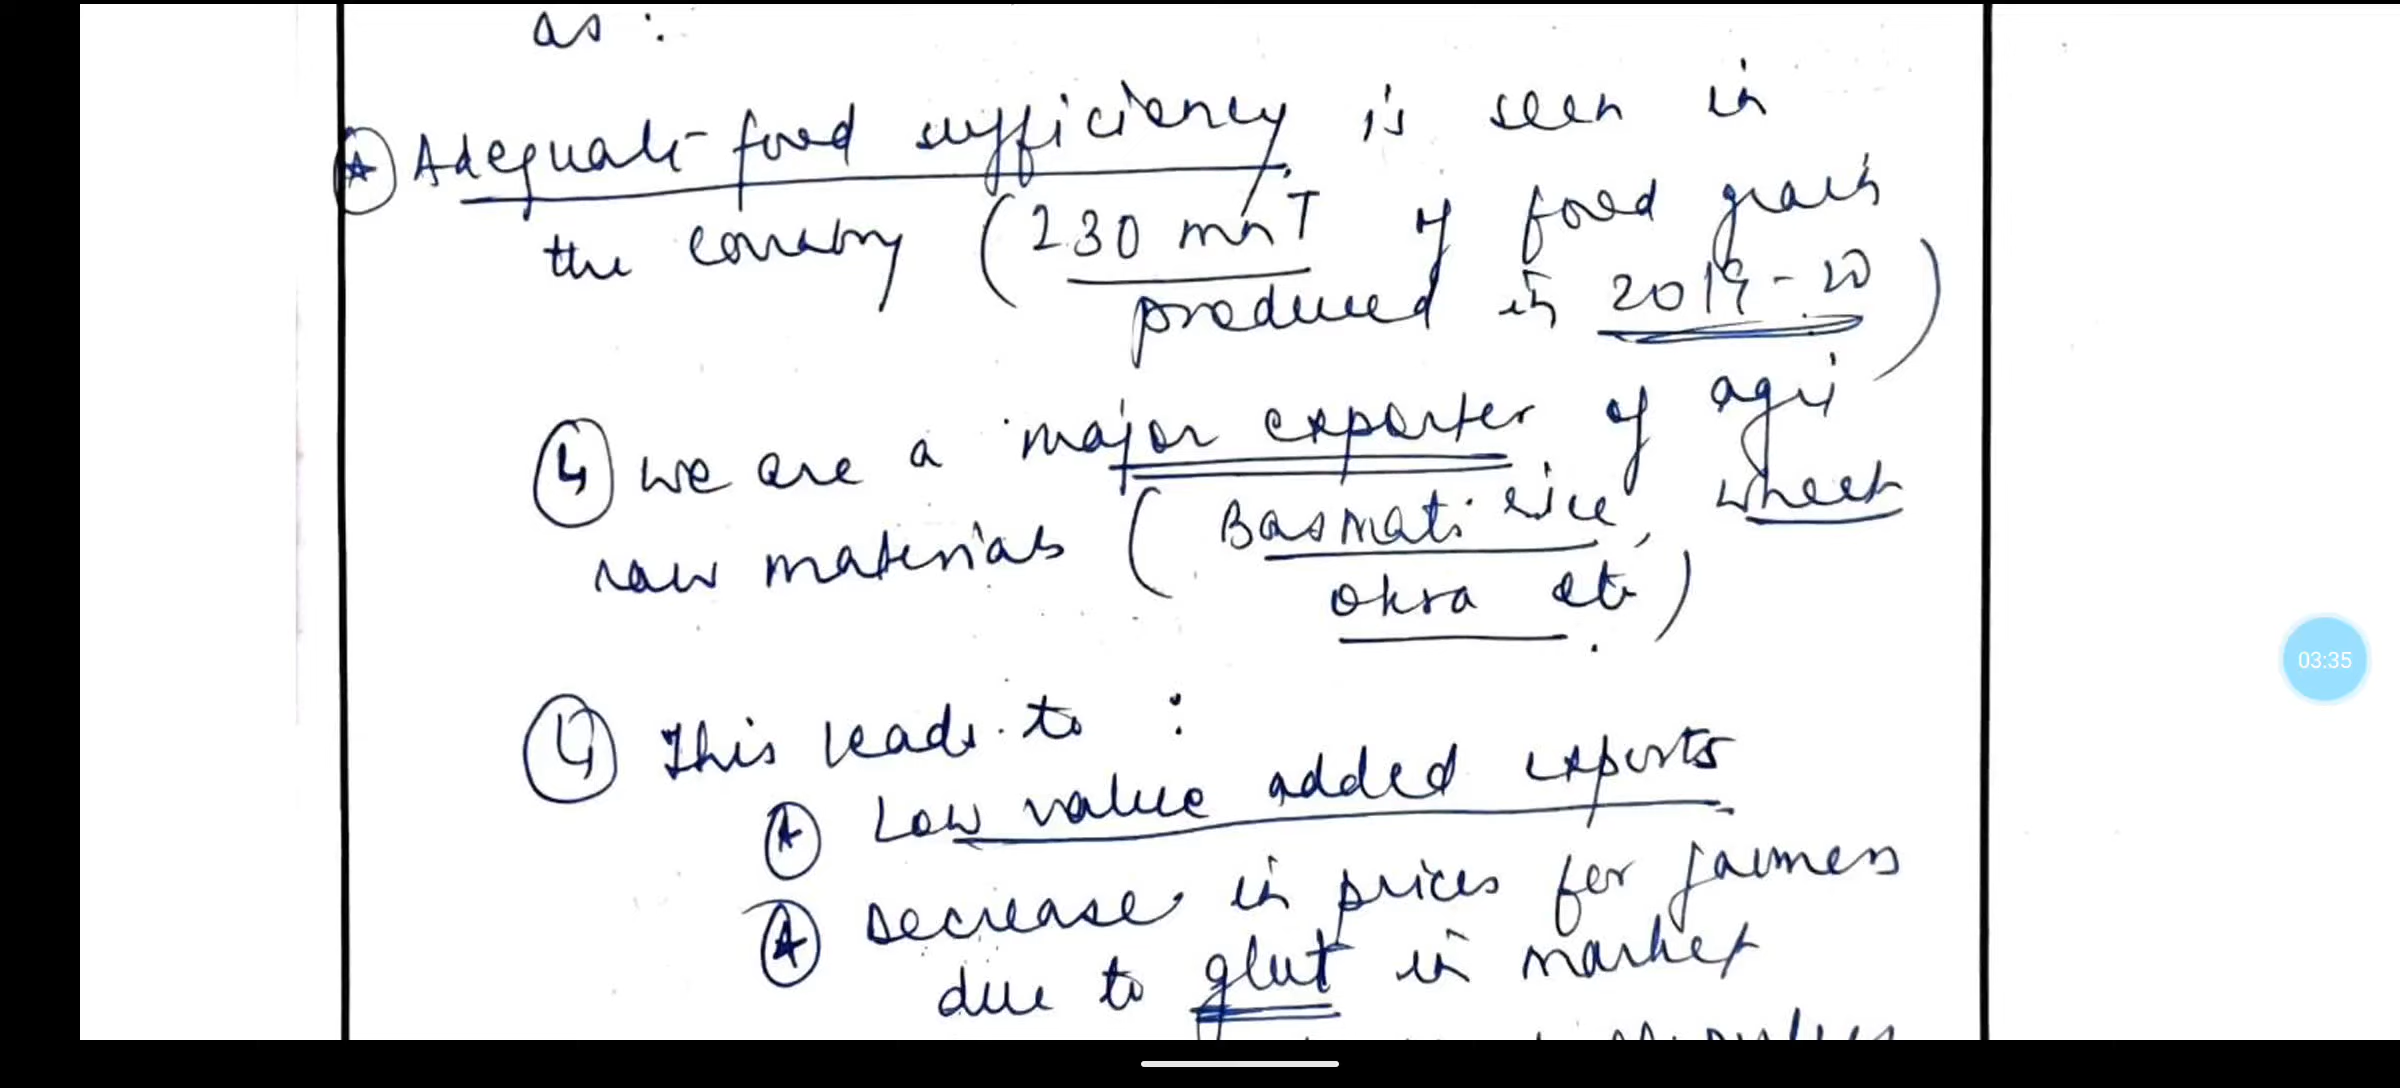 as :
Adequate food sufficiency is seen in
the country (230 mnT of food grains
produced in 2019-20)
↳ We are a major exporter of agri
raw materials (Basmati rice, wheat
okra etc)
↳ This leads to :
Low value added exports
Decrease in prices for farmers
due to glut in market
03:35